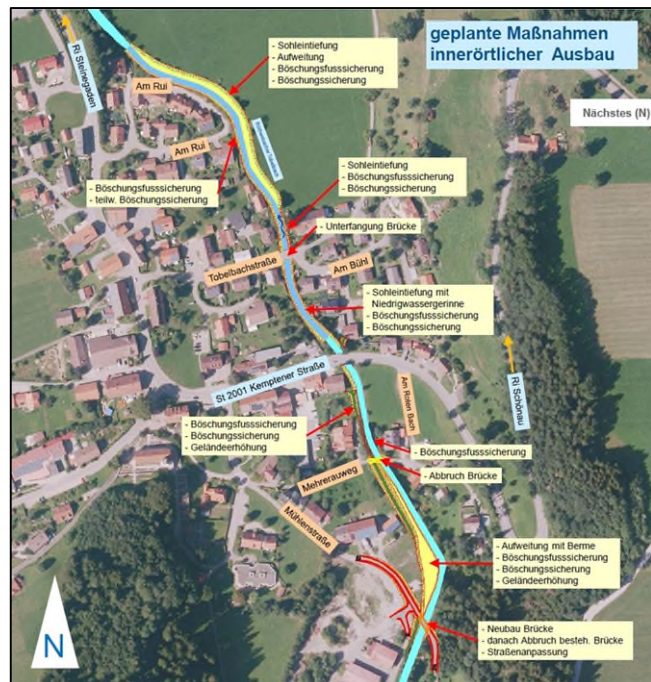 geplante Maßnahmen
innerörtlicher Ausbau
Ri Steinegaden
- Sohleintiefung
- Aufweitung
- Böschungsfusssicherung
- Böschungssicherung
Am Rui
Nächstes (N)
Am Rui
- Böschungsfusssicherung
- teilw. Böschungssicherung
- Sohleintiefung
- Böschungsfusssicherung
- Böschungssicherung
- Unterfangung Brücke
Tobelbachstraße
Am Bühl
- Sohleintiefung mit
Niedrigwassergerinne
- Böschungsfusssicherung
- Böschungssicherung
St 2001 Kemptener Straße
Ri Schönau
Am Roten Bach
- Böschungsfusssicherung
- Böschungssicherung
- Geländeerhöhung
- Böschungsfusssicherung
Mehrerauweg
- Abbruch Brücke
Mühlenstraße
- Aufweitung mit Berme
- Böschungsfusssicherung
- Böschungssicherung
- Geländeerhöhung
- Neubau Brücke
- danach Abbruch besteh. Brücke
- Straßenanpassung
N